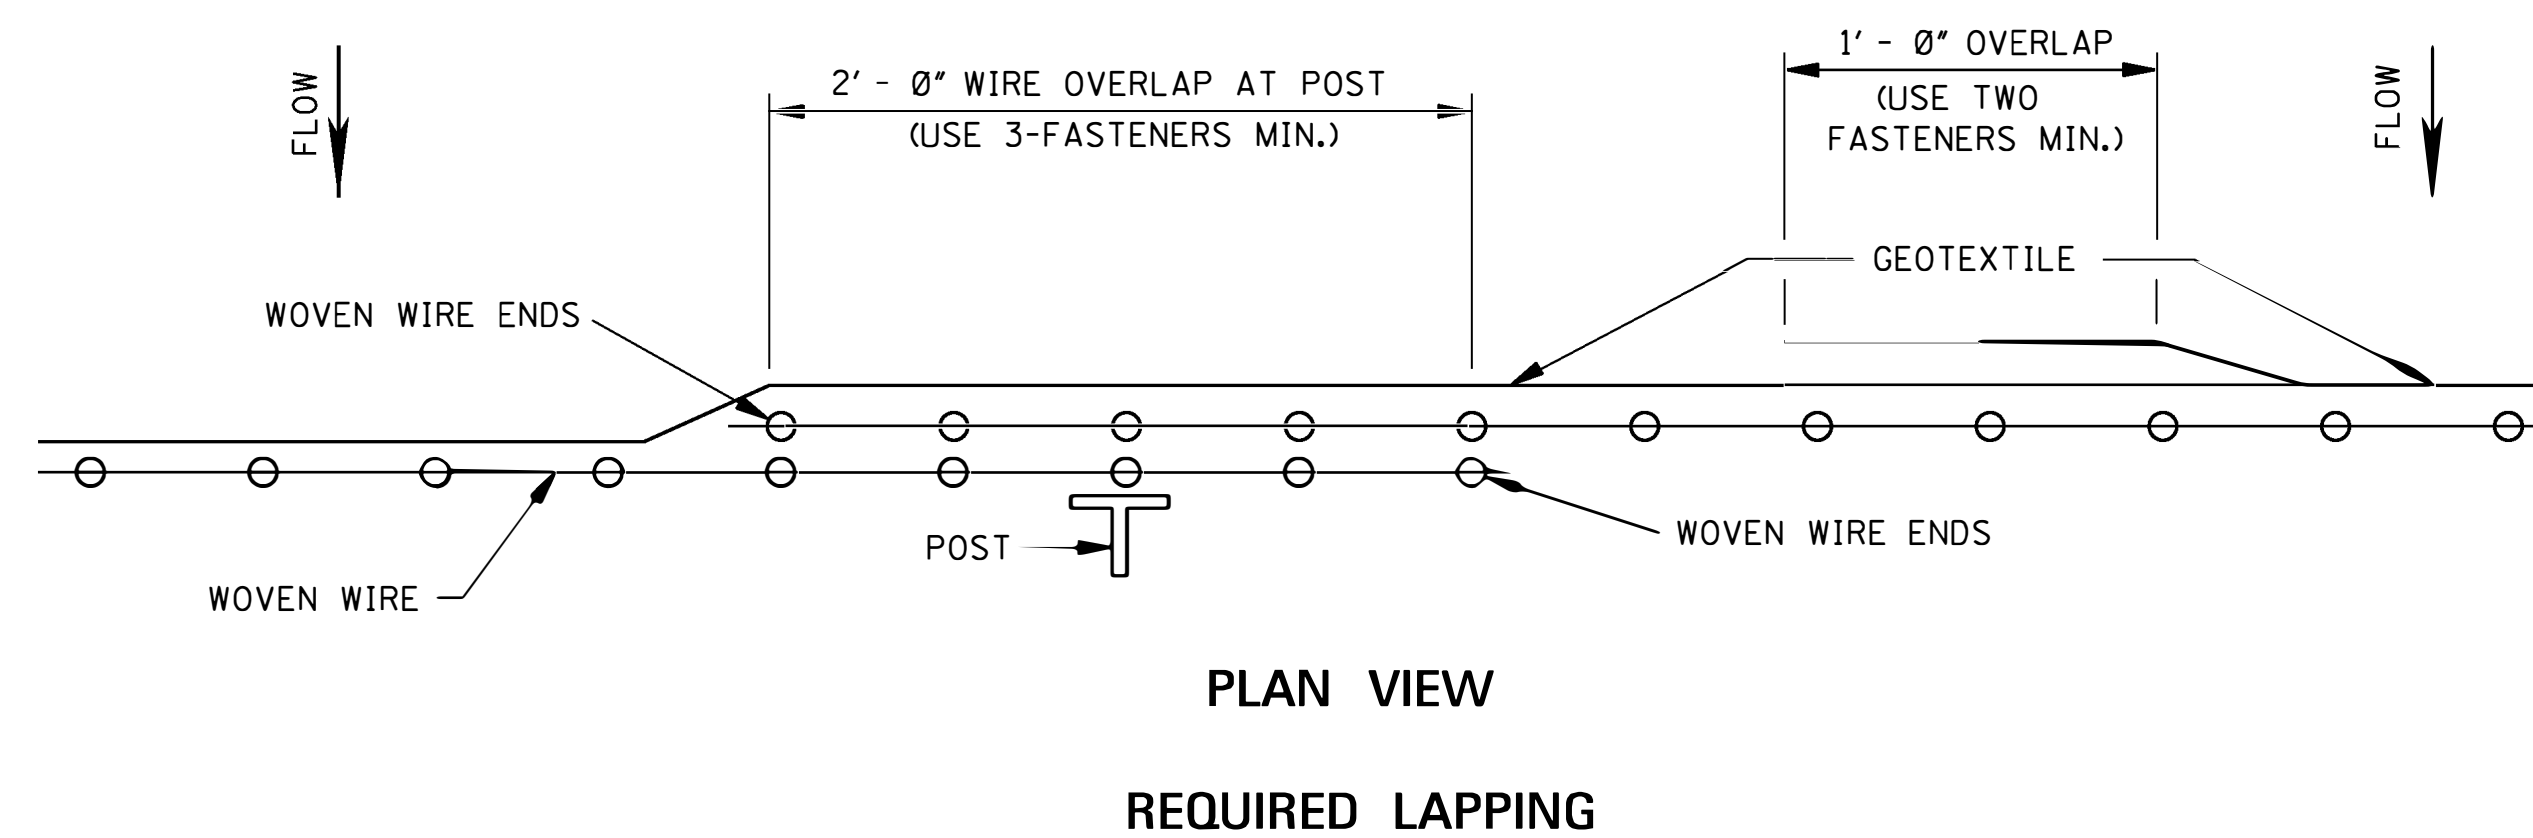 FLOW
2' - Ø" WIRE OVERLAP AT POST
(USE 3-FASTENERS MIN.)
1' - Ø" OVERLAP
(USE TWO
FASTENERS MIN.)
FLOW
GEOTEXTILE
WOVEN WIRE ENDS
POST
WOVEN WIRE ENDS
WOVEN WIRE
PLAN VIEW
REQUIRED LAPPING